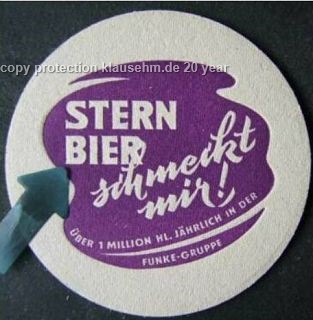 copy protection klausehm.de 20 year
STERN
BIER
schmeckt
mir!
ÜBER 1 MILLION HL. JÄHRLICH IN DER
FUNKE-GRUPPE